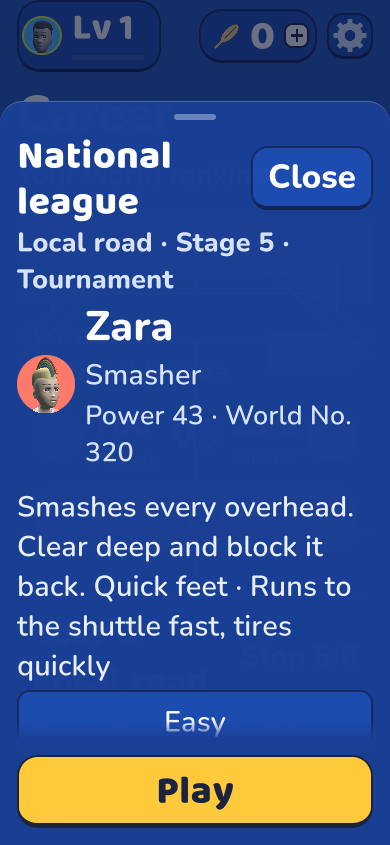 Lv 1
0
Career
National
league
Close
Local road · Stage 5 ·
Tournament
Zara
Smasher
Power 43 · World No.
320
Smashes every overhead.
Clear deep and block it
back. Quick feet · Runs to
the shuttle fast, tires
quickly
Easy
Play